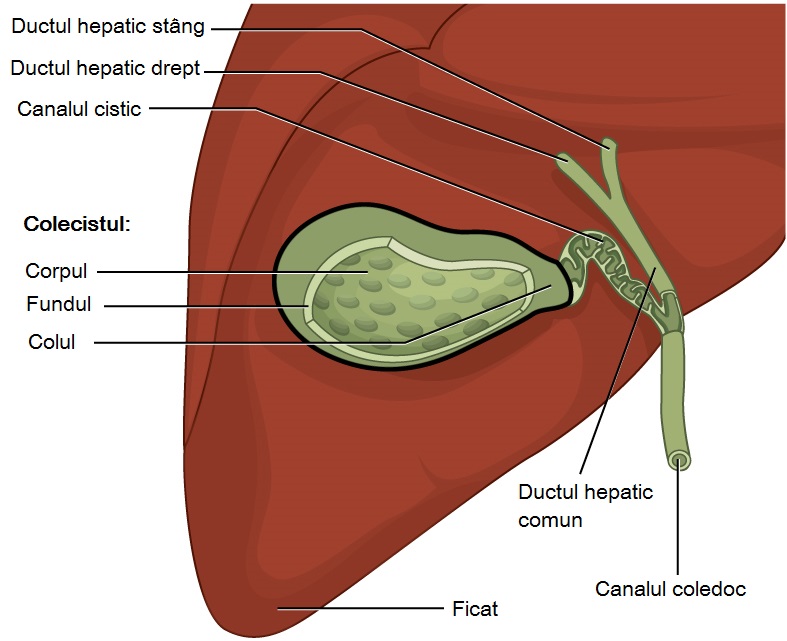 Ductul hepatic stâng
Ductul hepatic drept
Canalul cistic
Colecistul:
Corpul
Fundul
Colul
Ductul hepatic
comun
Canalul coledoc
Ficat